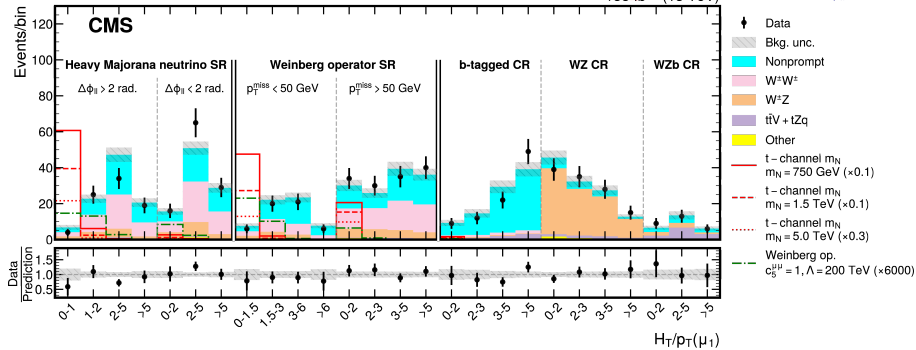 Events/bin
120
100
80
60
40
20
0
CMS
Heavy Majorana neutrino SR
Δϕll > 2 rad.
Δϕll < 2 rad.
Weinberg operator SR
pTmiss < 50 GeV
pTmiss > 50 GeV
b-tagged CR
WZ CR
WZb CR
Data
Bkg. unc.
Nonprompt
W±W±
W±Z
tt̄V + tZq
Other
t − channel mN
mN = 750 GeV (×0.1)
t − channel mN
mN = 1.5 TeV (×0.1)
t − channel mN
mN = 5.0 TeV (×0.3)
Weinberg op.
c5μμ = 1, Λ = 200 TeV (×6000)
Data
Prediction
1.5
1.0
0.5
0-1 1-2 2-5 >5 0-2 2-5 >5 0-1.5 1.5-3 3-6 >6 0-2 2-3 3-5 >5 0-2 2-3 3-5 >5 0-2 2-3 3-5 >5 0-2 2-5 >5
HT/pT(μ1)